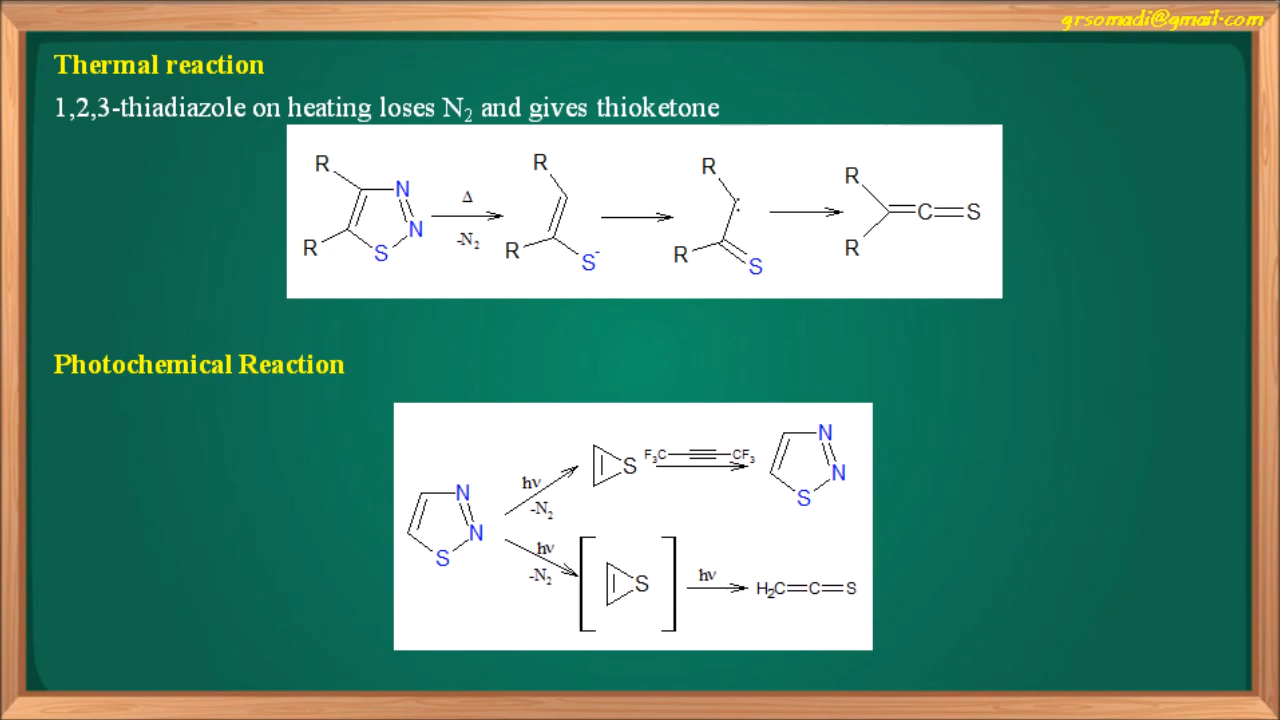 grsomadi@gmail.com
Thermal reaction
1,2,3-thiadiazole on heating loses N₂ and gives thioketone
R R N N S
Δ
-N₂
R R S⁻
R R : S
R R C S
Photochemical Reaction
N N S
hν
-N₂
S
F₃C CF₃
N N S
hν
-N₂
S
hν
H₂C C S